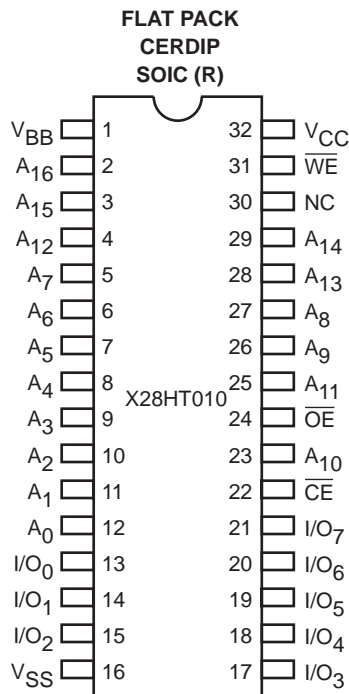 FLAT PACK
CERDIP
SOIC (R)
VBB 1 32 VCC
A16 2 31 WE
A15 3 30 NC
A12 4 29 A14
A7 5 28 A13
A6 6 27 A8
A5 7 26 A9
A4 8 25 A11
X28HT010
A3 9 24 OE
A2 10 23 A10
A1 11 22 CE
A0 12 21 I/O7
I/O0 13 20 I/O6
I/O1 14 19 I/O5
I/O2 15 18 I/O4
VSS 16 17 I/O3